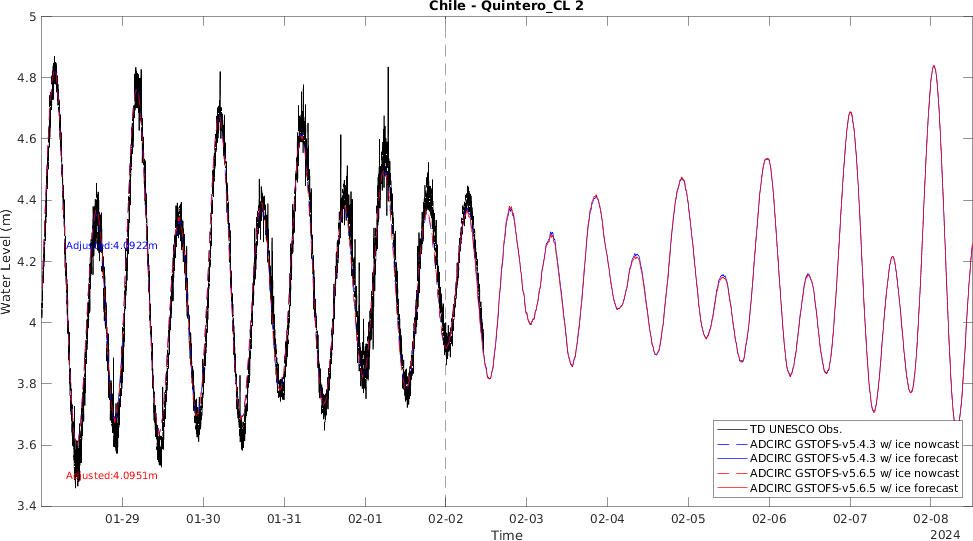 Chile - Quintero_CL 2
5
4.8
4.6
4.4
4.2
4
3.8
3.6
3.4
Water Level (m)
Adjusted:4.0922m
Adjusted:4.0951m
TD UNESCO Obs.
ADCIRC GSTOFS-v5.4.3 w/ ice nowcast
ADCIRC GSTOFS-v5.4.3 w/ ice forecast
ADCIRC GSTOFS-v5.6.5 w/ ice nowcast
ADCIRC GSTOFS-v5.6.5 w/ ice forecast
01-29 01-30 01-31 02-01 02-02 02-03 02-04 02-05 02-06 02-07 02-08
Time
2024